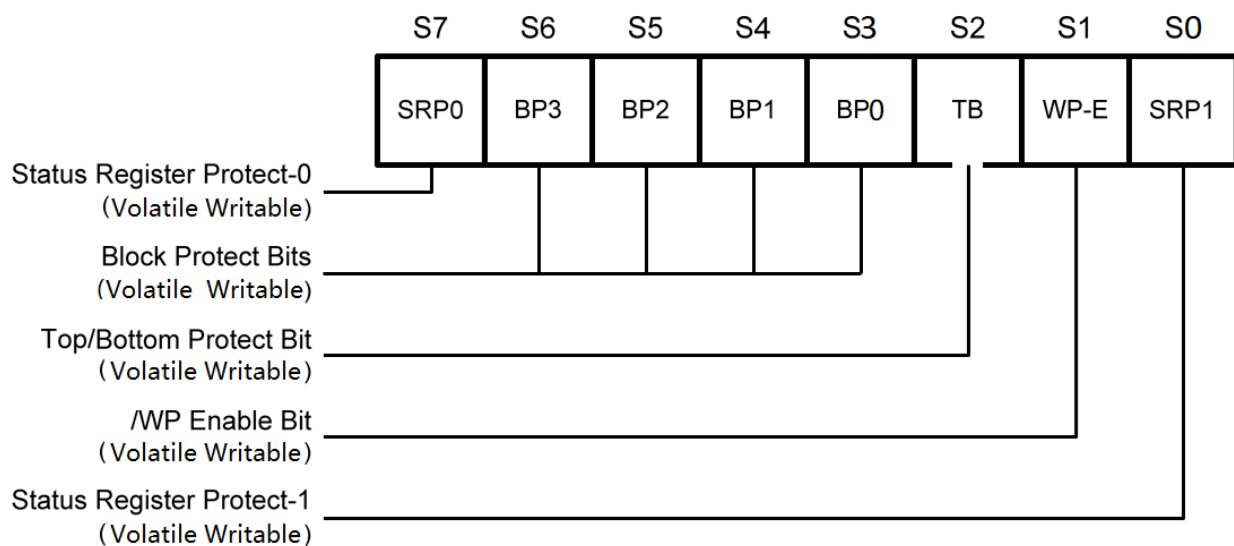 S7 S6 S5 S4 S3 S2 S1 S0
SRP0 BP3 BP2 BP1 BP0 TB WP-E SRP1
Status Register Protect-0
(Volatile Writable)
Block Protect Bits
(Volatile Writable)
Top/Bottom Protect Bit
(Volatile Writable)
/WP Enable Bit
(Volatile Writable)
Status Register Protect-1
(Volatile Writable)